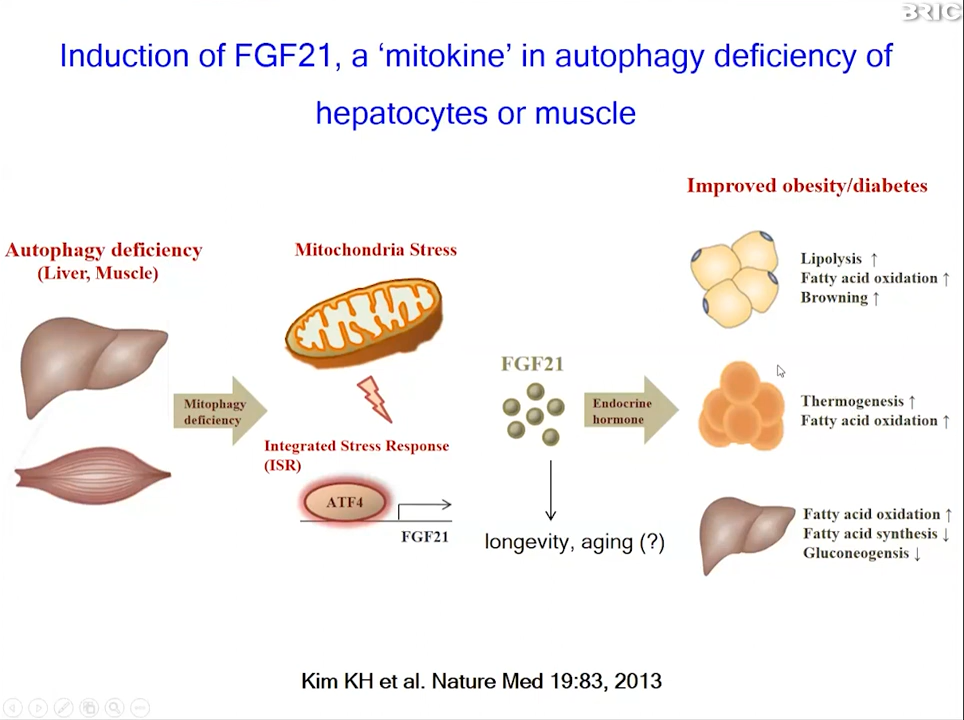 BRIC
Induction of FGF21, a ‘mitokine’ in autophagy deficiency of
hepatocytes or muscle
Improved obesity/diabetes
Autophagy deficiency
(Liver, Muscle)
Mitochondria Stress
Lipolysis ↑
Fatty acid oxidation ↑
Browning ↑
Mitophagy
deficiency
FGF21
Endocrine
hormone
Thermogenesis ↑
Fatty acid oxidation ↑
Integrated Stress Response
(ISR)
ATF4
FGF21
longevity, aging (?)
Fatty acid oxidation ↑
Fatty acid synthesis ↓
Gluconeogensis ↓
Kim KH et al. Nature Med 19:83, 2013